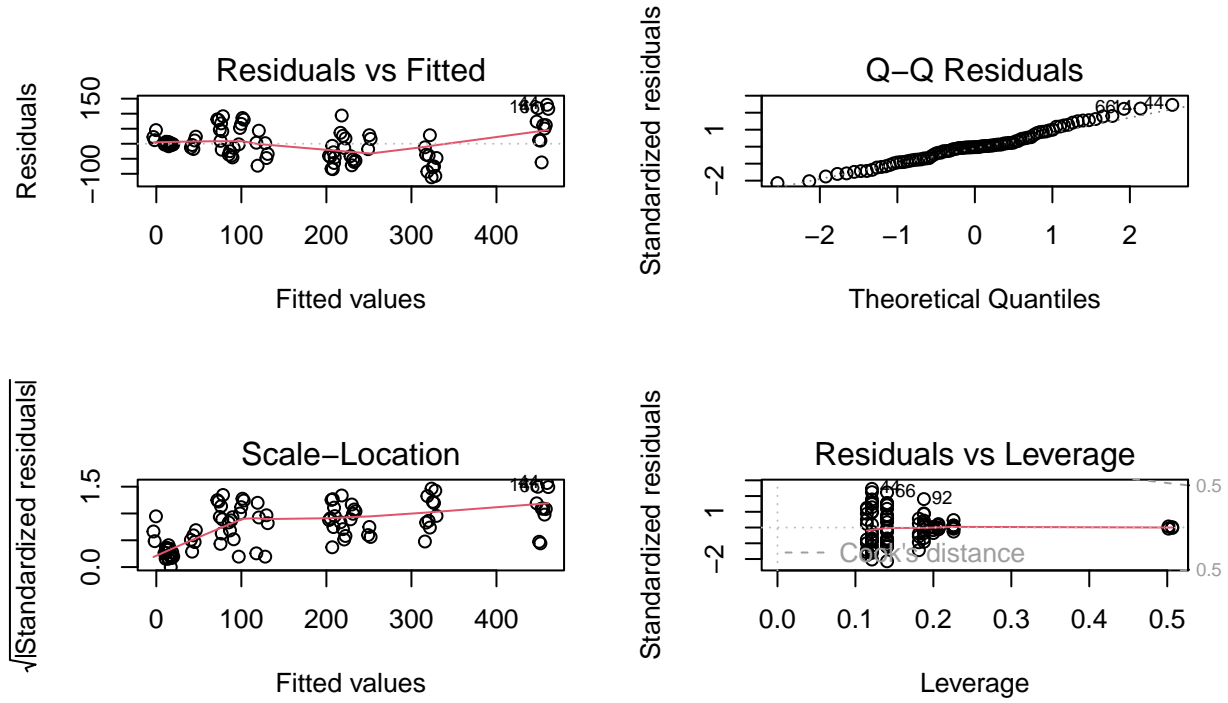 Residuals vs Fitted
Residuals
150
−100
0 100 200 300 400
Fitted values
Q−Q Residuals
Standardized residuals
1
−2
66
44
−2 −1 0 1 2
Theoretical Quantiles
Scale−Location
√|Standardized residuals|
1.5
0.0
0 100 200 300 400
Fitted values
Residuals vs Leverage
Standardized residuals
1
−2
44
66
92
0.5
Cook's distance
0.5
0.0 0.1 0.2 0.3 0.4 0.5
Leverage